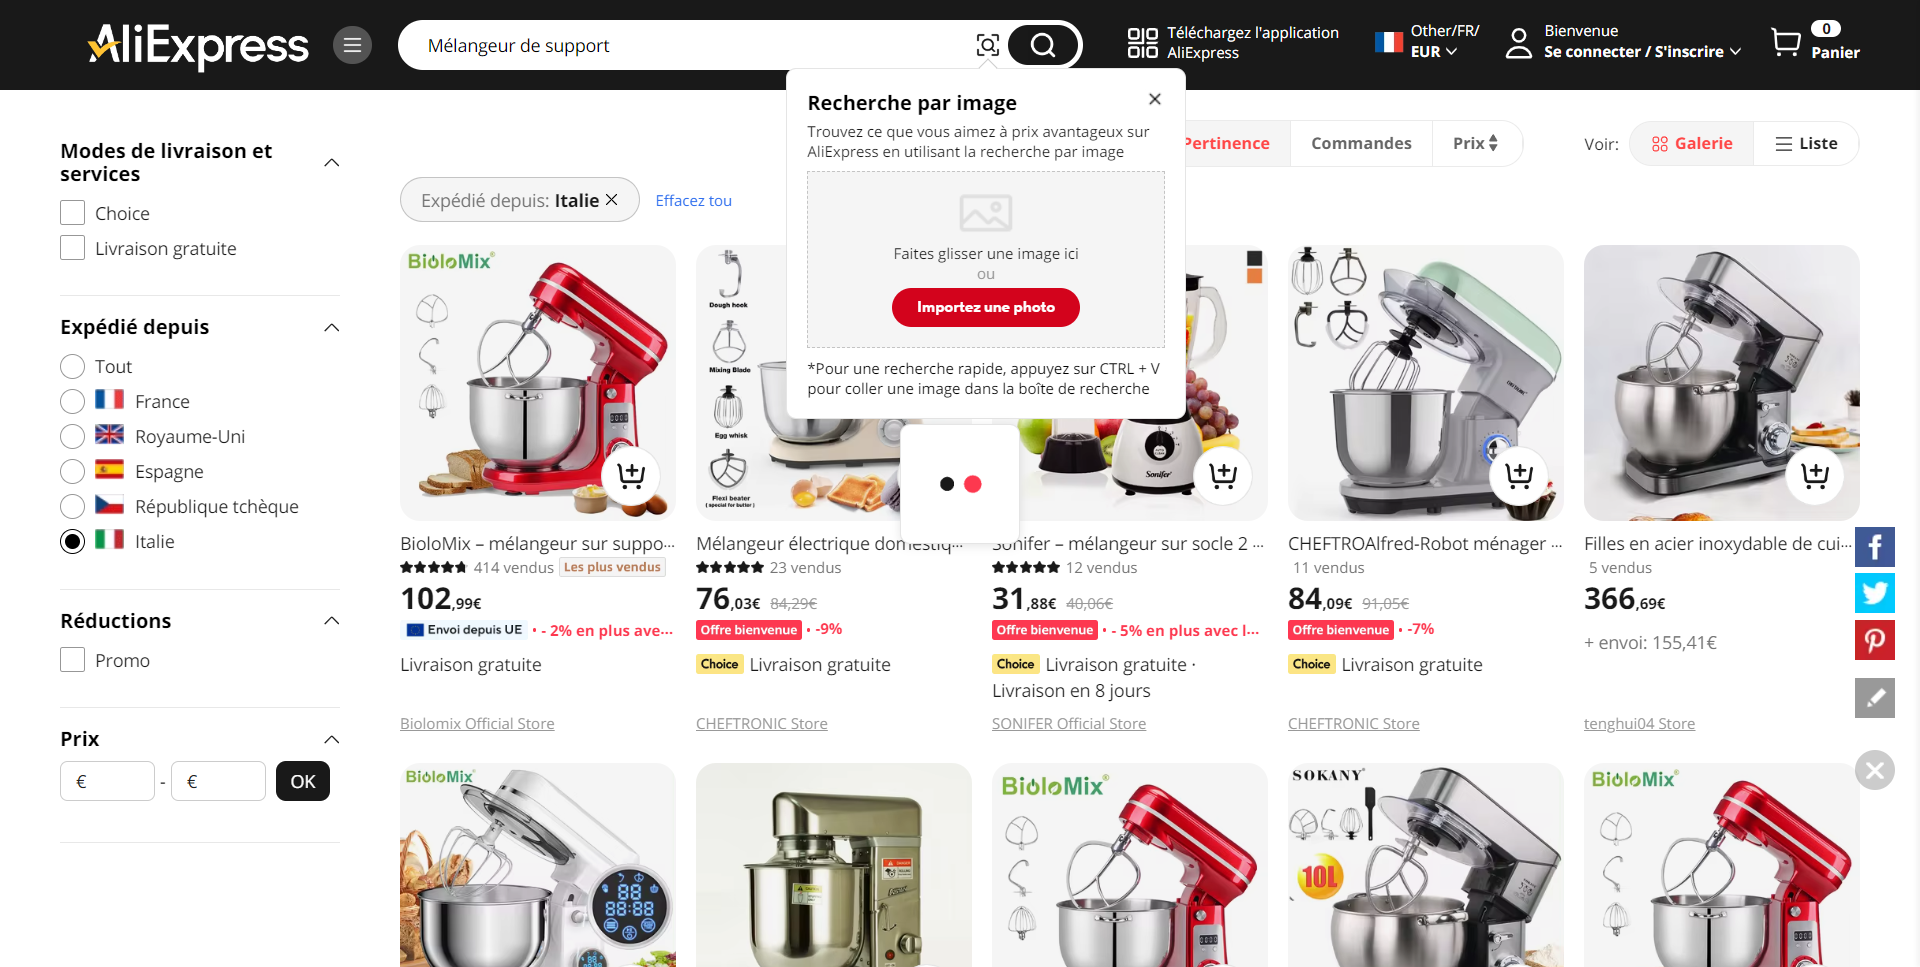 AliExpress
Mélangeur de support
Téléchargez l'application
AliExpress
Other/FR/
EUR
Bienvenue
Se connecter / S'inscrire
0
Panier
Recherche par image
Trouvez ce que vous aimez à prix avantageux sur
AliExpress en utilisant la recherche par image
Faites glisser une image ici
ou
Importez une photo
*Pour une recherche rapide, appuyez sur CTRL + V
pour coller une image dans la boîte de recherche
Pertinence
Commandes
Prix
Voir:
Galerie
Liste
Expédié depuis: Italie
Effacez tou
Modes de livraison et
services
Choice
Livraison gratuite
Expédié depuis
Tout
France
Royaume-Uni
Espagne
République tchèque
Italie
Réductions
Promo
Prix
€ - € OK
BioloMix®
BioloMix – mélangeur sur suppo...
414 vendus Les plus vendus
102,99€
Envoi depuis UE • - 2% en plus ave...
Livraison gratuite
Biolomix Official Store
Dough hook
Mixing Blade
Egg whisk
Flexi beater
( special for butter )
Mélangeur électrique domestiq...
23 vendus
76,03€ 84,29€
Offre bienvenue • -9%
Choice Livraison gratuite
CHEFTRONIC Store
Sonifer
Sonifer – mélangeur sur socle 2 ...
12 vendus
31,88€ 40,06€
Offre bienvenue • - 5% en plus avec l...
Choice Livraison gratuite ·
Livraison en 8 jours
SONIFER Official Store
CHEFTROAlfred-Robot ménager ...
11 vendus
84,09€ 91,05€
Offre bienvenue • -7%
Choice Livraison gratuite
CHEFTRONIC Store
Filles en acier inoxydable de cui...
5 vendus
366,69€
+ envoi: 155,41€
tenghui04 Store
BioloMix®
88
88:88
DANGER
BioloMix®
SOKANY
10L
BioloMix®